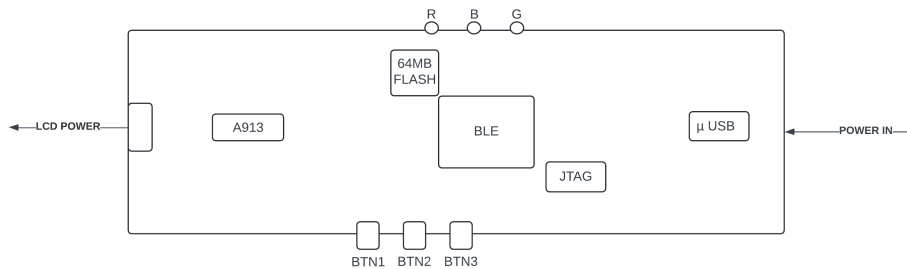 R B G
64MB
FLASH
LCD POWER
A913
BLE
µ USB
POWER IN
JTAG
BTN1 BTN2 BTN3